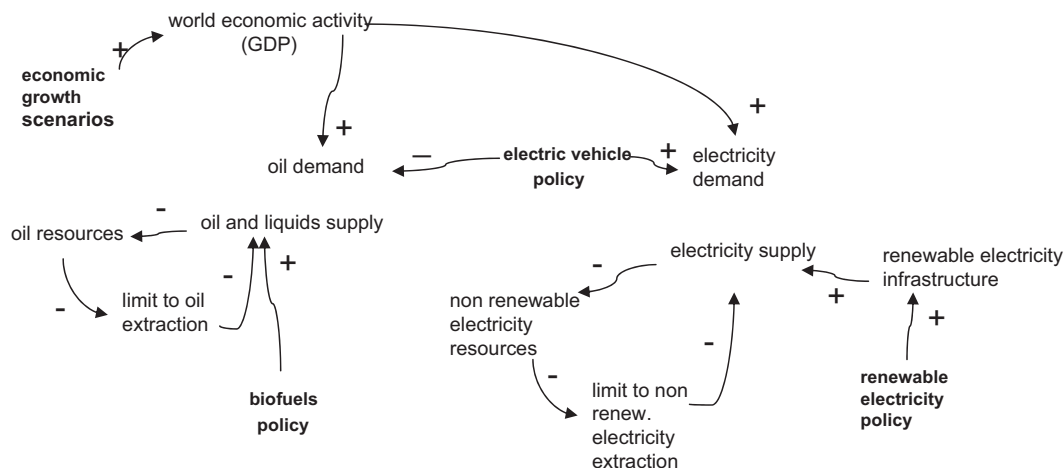 world economic activity
(GDP)
+
economic
growth
scenarios
+
+
oil demand
–
electric vehicle
policy
+
electricity
demand
-
oil and liquids supply
oil resources
electricity supply
renewable electricity
infrastructure
-
+
-
-
limit to oil
extraction
+
non renewable
electricity
resources
+
-
-
limit to non
renew.
electricity
extraction
biofuels
policy
renewable
electricity
policy